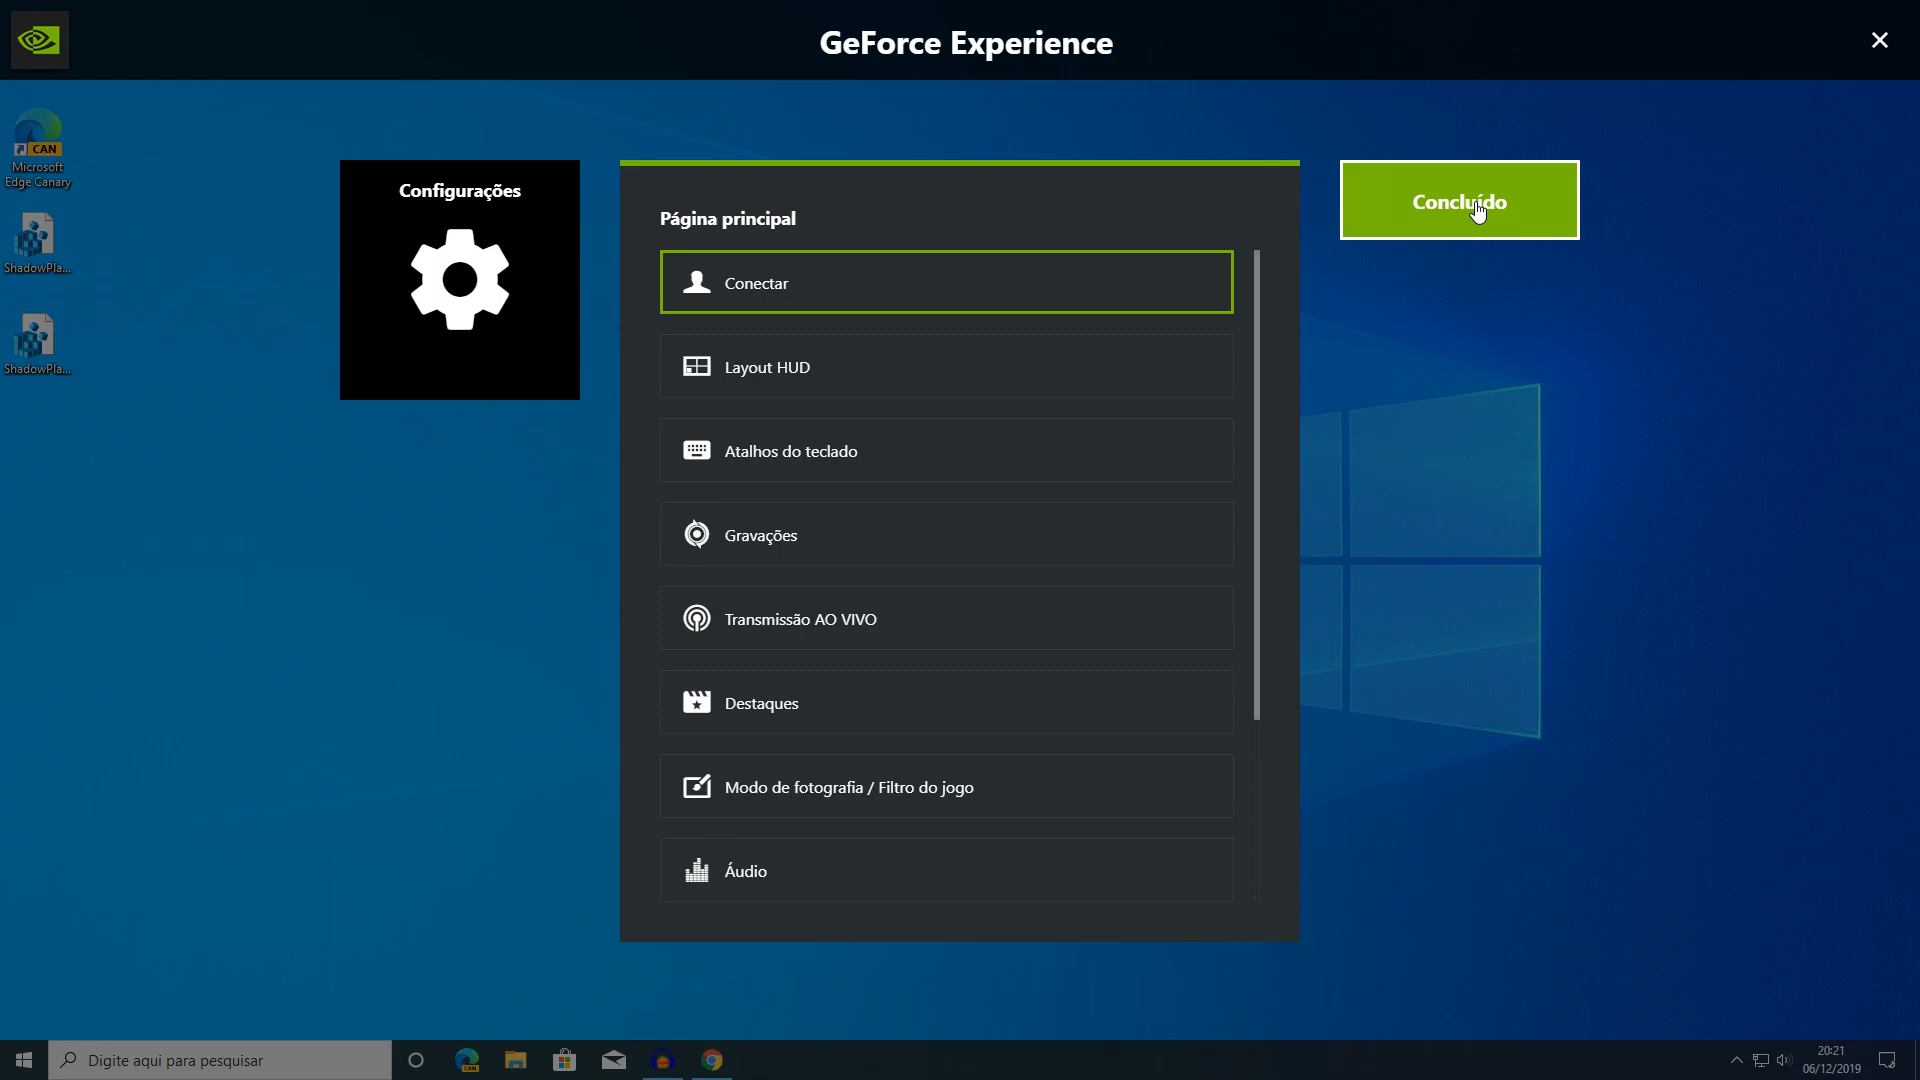 GeForce Experience
CAN
Microsoft
Edge Canary
ShadowPla...
ShadowPla...
Configurações
Página principal
Conectar
Layout HUD
Atalhos do teclado
Gravações
Transmissão AO VIVO
Destaques
Modo de fotografia / Filtro do jogo
Áudio
Concluído
Digite aqui para pesquisar
CAN
20:21
06/12/2019